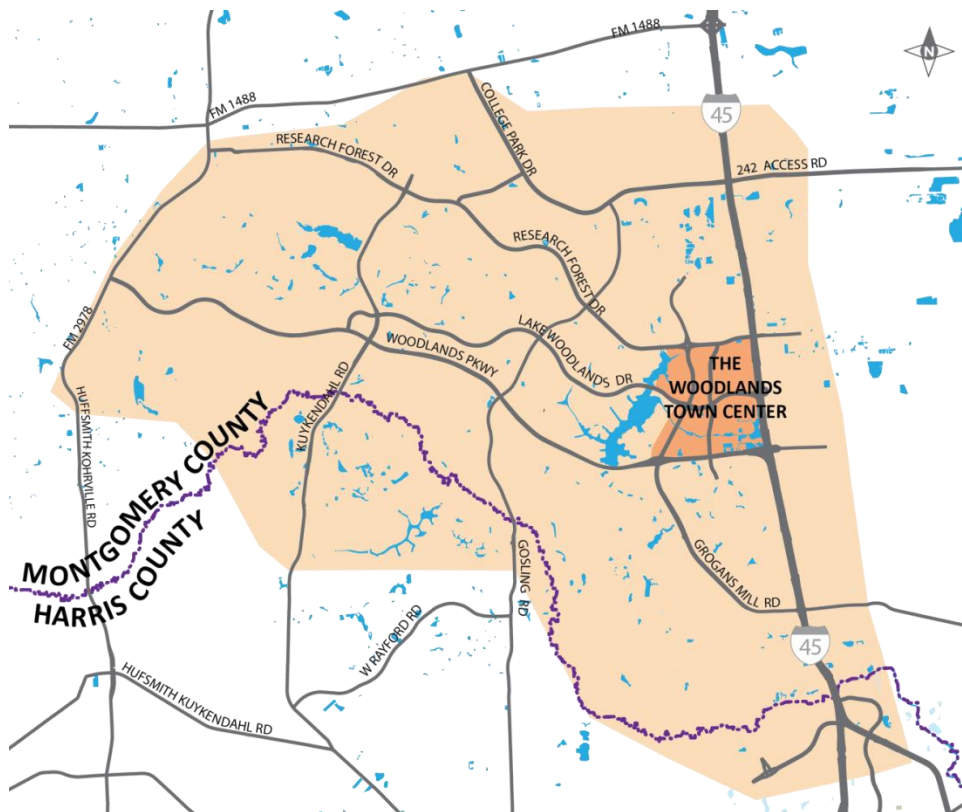 FM 1488
N
FM 1488
45
COLLEGE PARK DR
RESEARCH FOREST DR
242 ACCESS RD
RESEARCH FOREST DR
FM 2978
LAKEWOODLANDS DR
WOODLANDS PKWY
THE
WOODLANDS
TOWN CENTER
KUYKENDAHL RD
HUFFSMITH KOHRVILLE RD
MONTGOMERY COUNTY
HARRIS COUNTY
GOSLING RD
GROGANS MILL RD
W RAYFORD RD
45
HUFSMITH KUYKENDAHL RD